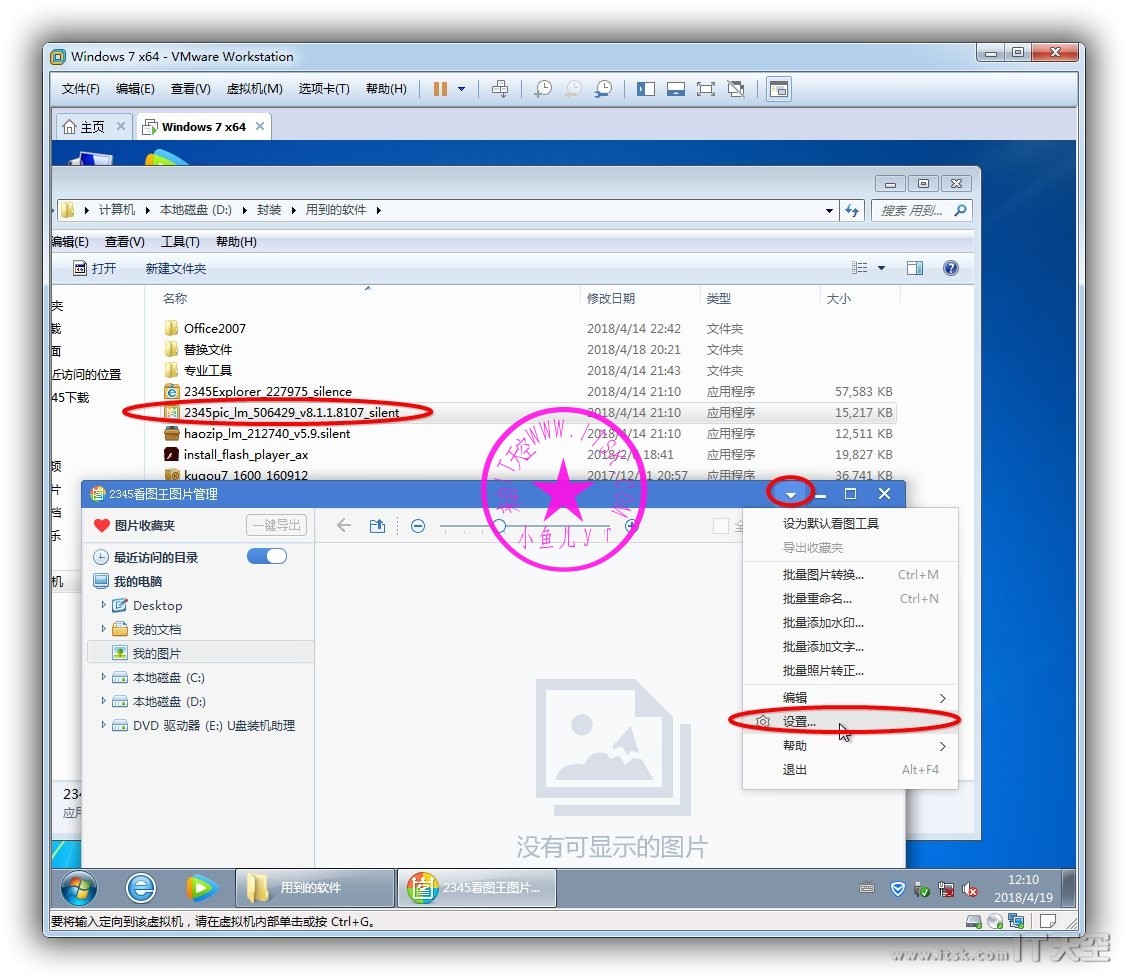 Windows 7 x64 - VMware Workstation
文件(F) 编辑(E) 查看(V) 虚拟机(M) 选项卡(T) 帮助(H)
主页 Windows 7 x64
计算机 本地磁盘 (D:) 封装 用到的软件 搜索 用到...
编辑(E) 查看(V) 工具(T) 帮助(H)
打开 新建文件夹
名称 修改日期 类型 大小
夹
载
面
近访问的位置
45下载
Office2007 2018/4/14 22:42 文件夹
替换文件 2018/4/18 20:21 文件夹
专业工具 2018/4/14 21:43 文件夹
2345Explorer_227975_silence 2018/4/14 21:10 应用程序 57,583 KB
2345pic_lm_506429_v8.1.1.8107_silent 2018/4/14 21:10 应用程序 15,217 KB
haozip_lm_212740_v5.9.silent 2018/4/14 21:10 应用程序 12,511 KB
install_flash_player_ax 18:41 应用程序 19,827 KB
kugou7_1600_160912 20:57 应用程序 36,741 KB
频
片
档
乐
机
2345看图王图片管理
图片收藏夹 一键导出
最近访问的目录
我的电脑
Desktop
我的文档
我的图片
本地磁盘 (C:)
本地磁盘 (D:)
DVD 驱动器 (E:) U盘装机助理
全
没有可显示的图片
设为默认看图工具
导出收藏夹
批量图片转换... Ctrl+M
批量重命名... Ctrl+N
批量添加水印...
批量添加文字...
批量照片转正...
编辑
设置...
帮助
退出 Alt+F4
小鱼儿yr
用到的软件 2345看图王图片... 12:10
2018/4/19
要将输入定向到该虚拟机，请在虚拟机内部单击或按 Ctrl+G。
www.itsk.com IT天空